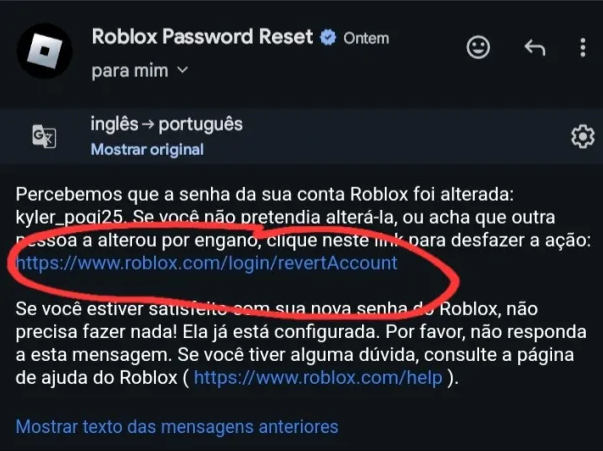 Roblox Password Reset Ontem
para mim
inglês → português
Mostrar original
Percebemos que a senha da sua conta Roblox foi alterada:
kyler_pogi25. Se você não pretendia alterá-la, ou acha que outra
pessoa a alterou por engano, clique neste link para desfazer a ação:
https://www.roblox.com/login/revertAccount
Se você estiver satisfeito com sua nova senha do Roblox, não
precisa fazer nada! Ela já está configurada. Por favor, não responda
a esta mensagem. Se você tiver alguma dúvida, consulte a página
de ajuda do Roblox ( https://www.roblox.com/help ).
Mostrar texto das mensagens anteriores